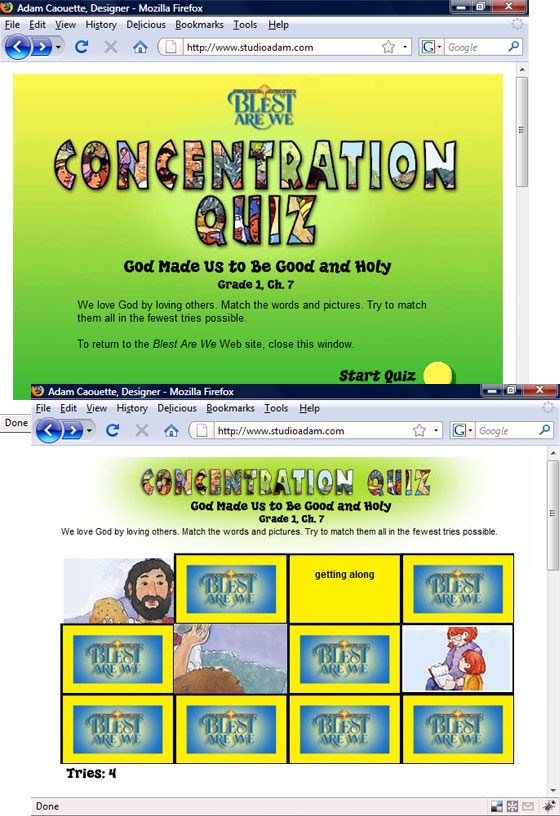 Adam Caouette, Designer - Mozilla Firefox
File Edit View History Delicious Bookmarks Tools Help
http://www.studioadam.com
G Google
BLEST
ARE WE
CONCENTRATION
QUIZ
God Made Us to Be Good and Holy
Grade 1, Ch. 7
We love God by loving others. Match the words and pictures. Try to match
them all in the fewest tries possible.
To return to the Blest Are We Web site, close this window.
Start Quiz
Done
Adam Caouette, Designer - Mozilla Firefox
File Edit View History Delicious Bookmarks Tools Help
http://www.studioadam.com
G Google
CONCENTRATION QUIZ
God Made Us to Be Good and Holy
Grade 1, Ch. 7
We love God by loving others. Match the words and pictures. Try to match them all in the fewest tries possible.
BLEST
ARE WE
getting along
BLEST
ARE WE
BLEST
ARE WE
BLEST
ARE WE
BLEST
ARE WE
BLEST
ARE WE
BLEST
ARE WE
BLEST
ARE WE
Tries: 4
Done